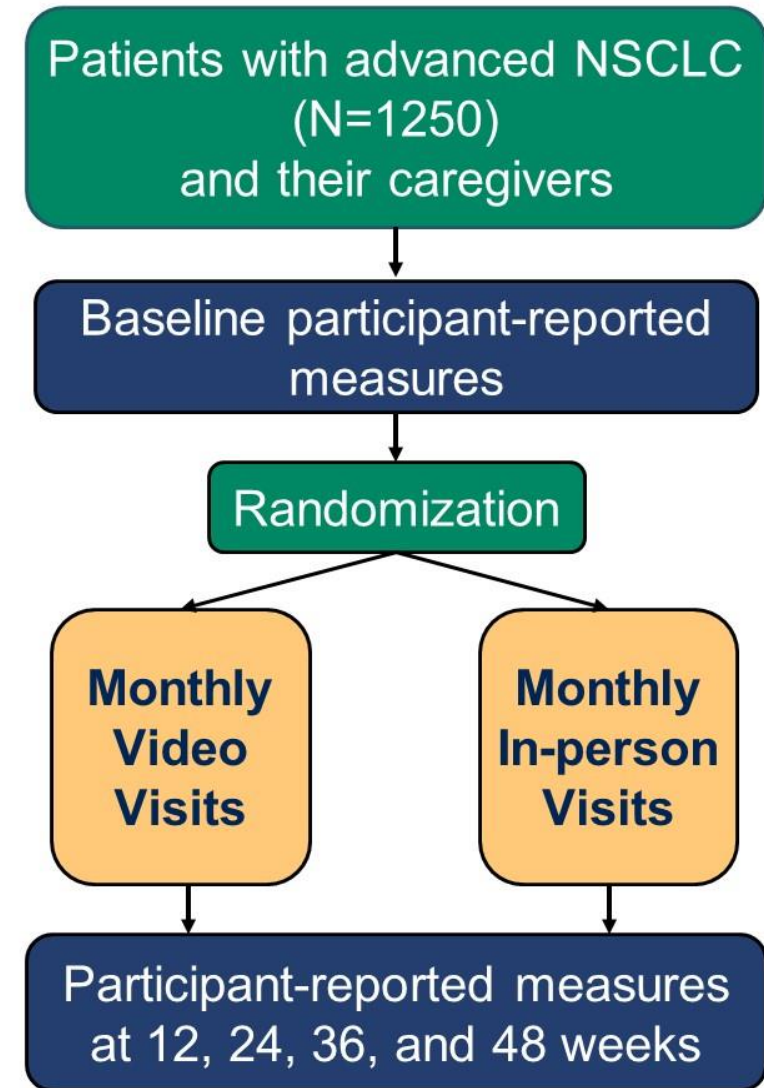 Patients with advanced NSCLC
(N=1250)
and their caregivers
Baseline participant-reported
measures
Randomization
Monthly
Video
Visits
Monthly
In-person
Visits
Participant-reported measures
at 12, 24, 36, and 48 weeks